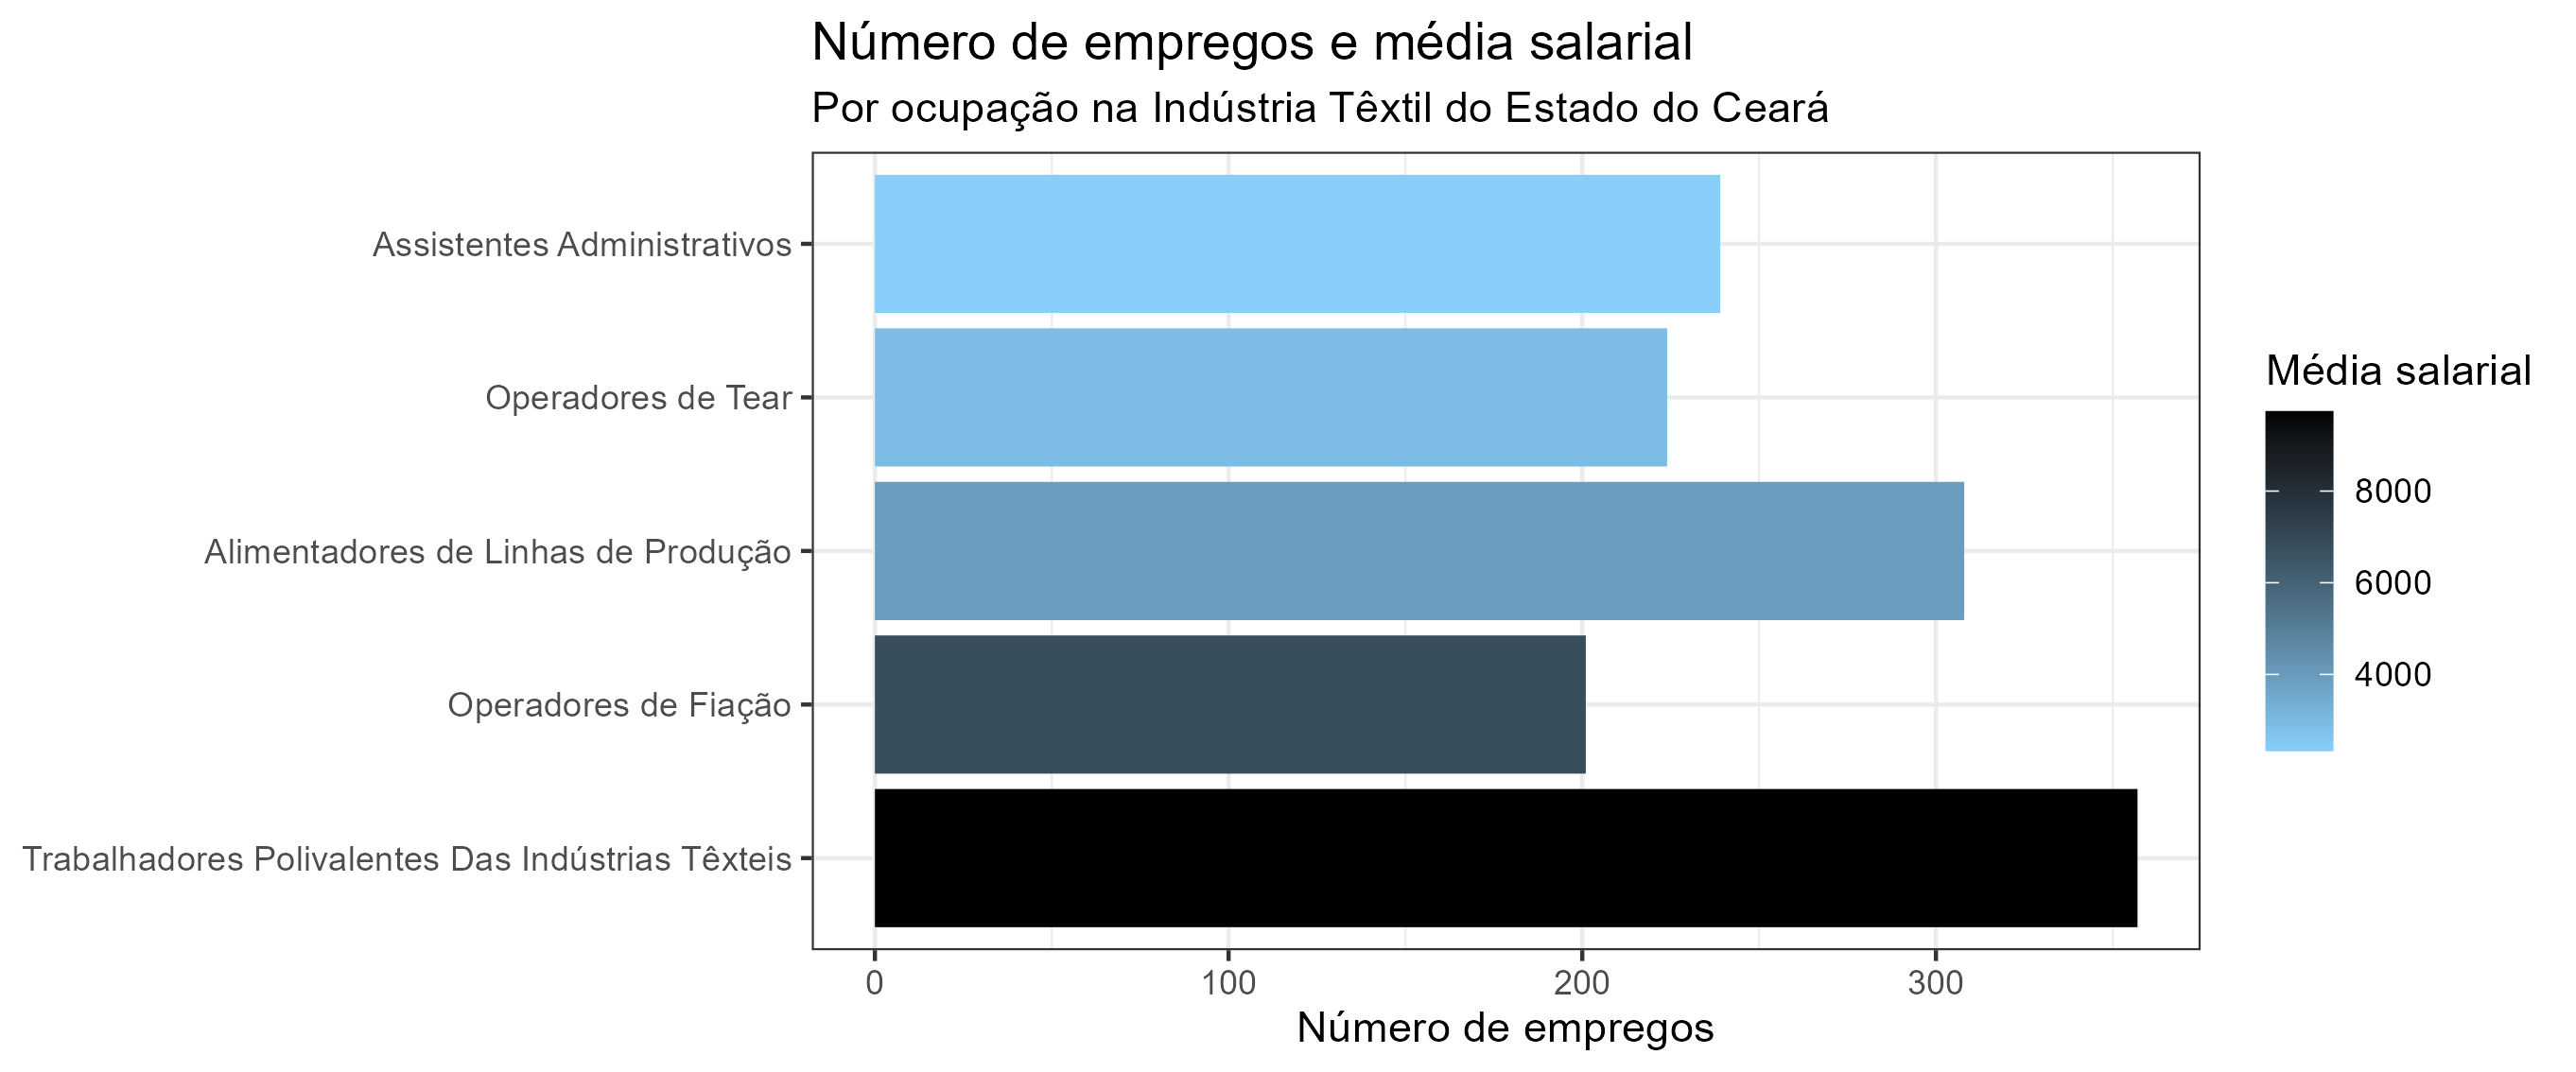 Número de empregos e média salarial
Por ocupação na Indústria Têxtil do Estado do Ceará
Assistentes Administrativos
Operadores de Tear
Alimentadores de Linhas de Produção
Operadores de Fiação
Trabalhadores Polivalentes Das Indústrias Têxteis
0 100 200 300
Número de empregos
Média salarial
8000
6000
4000